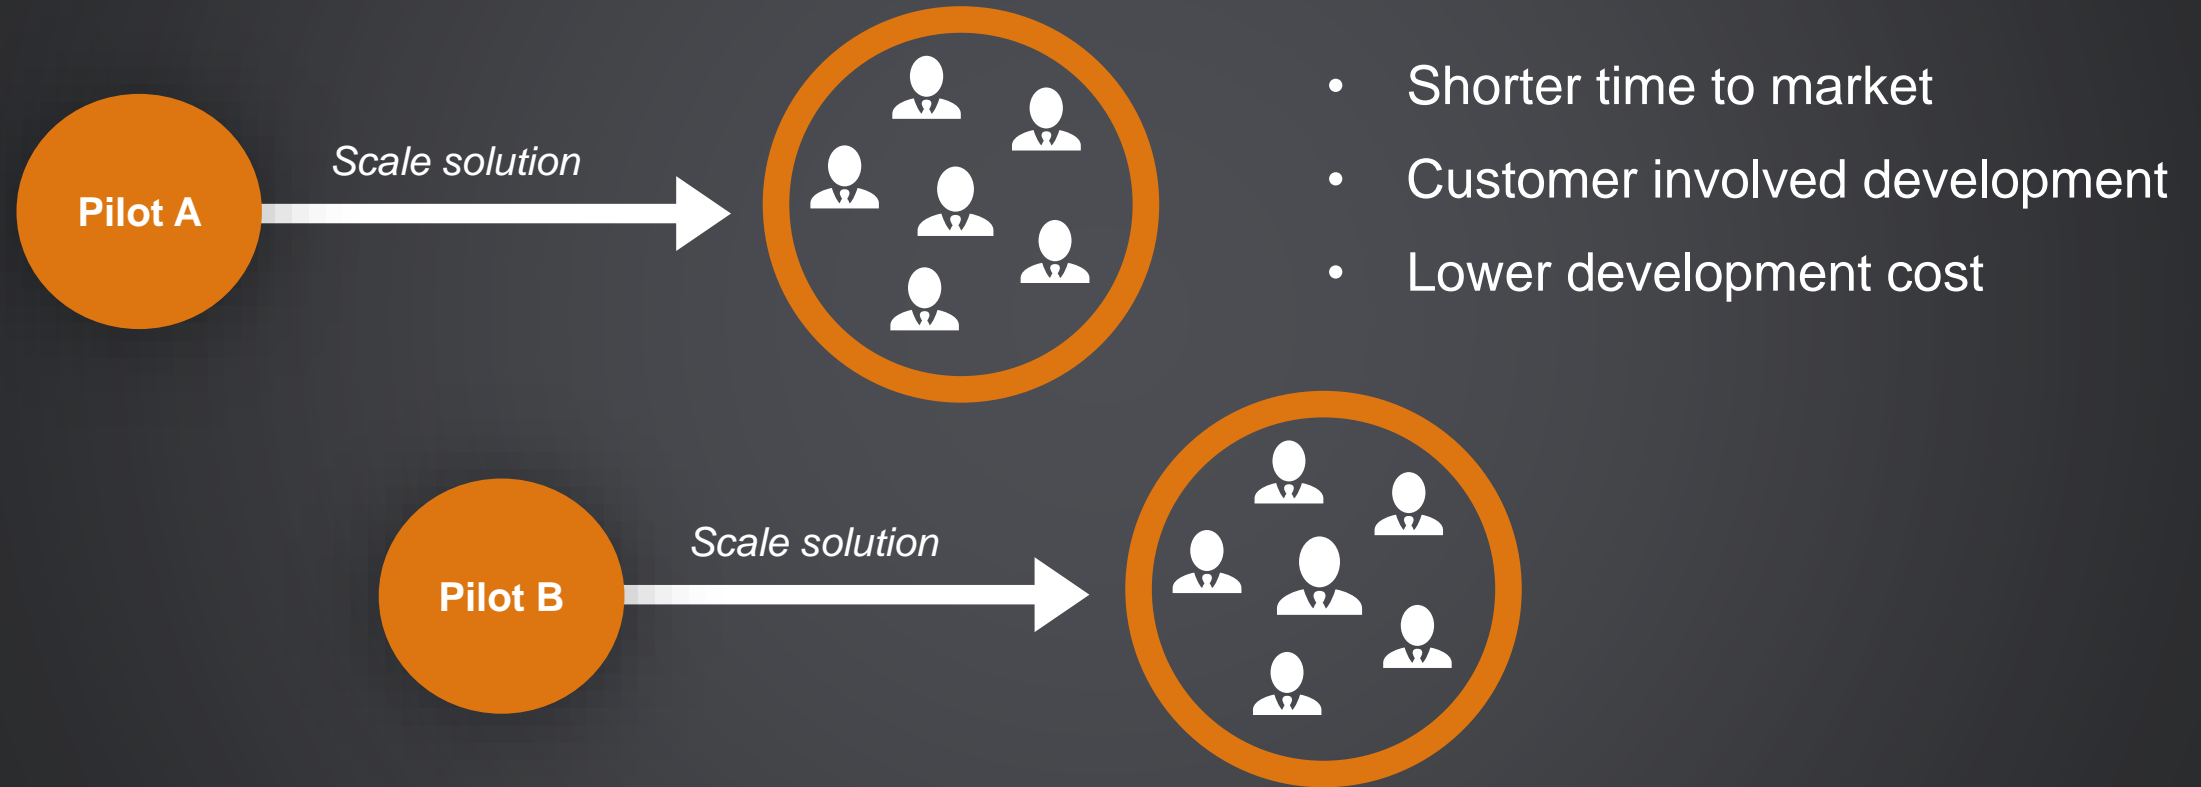 Pilot A
Scale solution
• Shorter time to market
• Customer involved development
• Lower development cost
Pilot B
Scale solution